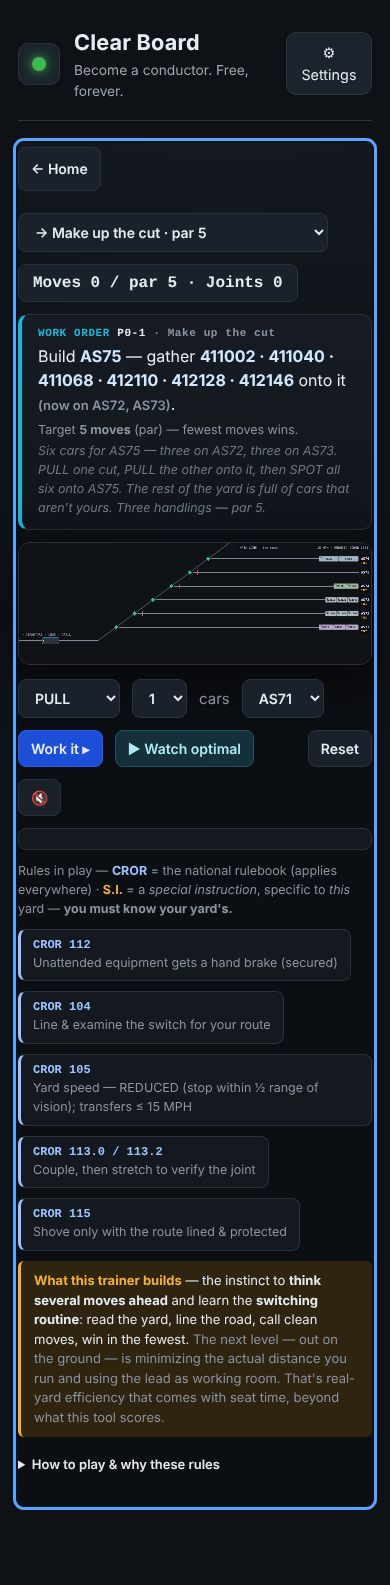 Clear Board
Become a conductor. Free,
forever.
⚙
Settings
← Home
→ Make up the cut · par 5
Moves 0 / par 5 · Joints 0
WORK ORDER P0-1 · Make up the cut
Build AS75 — gather 411002 · 411040 ·
411068 · 412110 · 412128 · 412146 onto it
(now on AS72, AS73).
Target 5 moves (par) — fewest moves wins.
Six cars for AS75 — three on AS72, three on AS73.
PULL one cut, PULL the other onto it, then SPOT all
six onto AS75. The rest of the yard is full of cars that
aren't yours. Three handlings — par 5.
PULL
1
cars
AS71
Work it ▸
▶ Watch optimal
Reset
Rules in play — CROR = the national rulebook (applies
everywhere) · S.I. = a special instruction, specific to this
yard — you must know your yard's.
CROR 112
Unattended equipment gets a hand brake (secured)
CROR 104
Line & examine the switch for your route
CROR 105
Yard speed — REDUCED (stop within ½ range of
vision); transfers ≤ 15 MPH
CROR 113.0 / 113.2
Couple, then stretch to verify the joint
CROR 115
Shove only with the route lined & protected
What this trainer builds — the instinct to think
several moves ahead and learn the switching
routine: read the yard, line the road, call clean
moves, win in the fewest. The next level — out on
the ground — is minimizing the actual distance you
run and using the lead as working room. That's real-
yard efficiency that comes with seat time, beyond
what this tool scores.
▶ How to play & why these rules